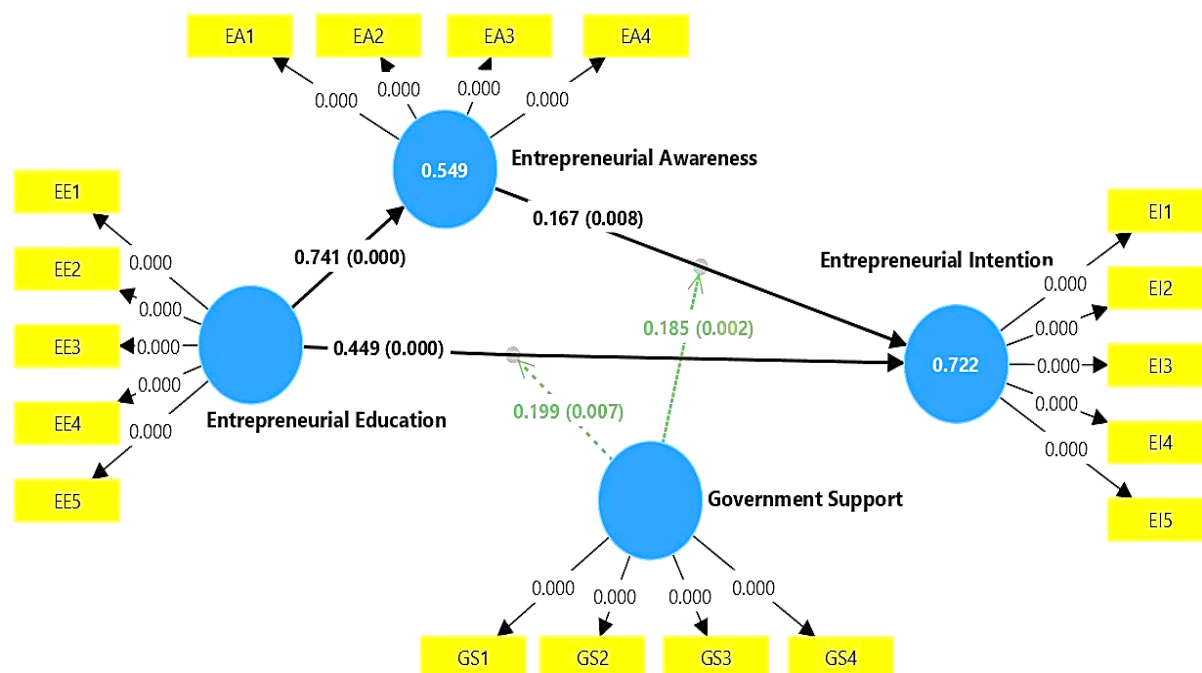 EA1
EA2
EA3
EA4
0.000
0.000
0.000
0.000
0.549
Entrepreneurial Awareness
EE1
EE2
EE3
EE4
EE5
0.000
0.000
0.000
0.000
0.000
Entrepreneurial Education
0.741 (0.000)
0.167 (0.008)
0.449 (0.000)
0.185 (0.002)
0.199 (0.007)
Entrepreneurial Intention
0.722
0.000
0.000
0.000
0.000
0.000
EI1
EI2
EI3
EI4
EI5
Government Support
0.000
0.000
0.000
0.000
GS1
GS2
GS3
GS4